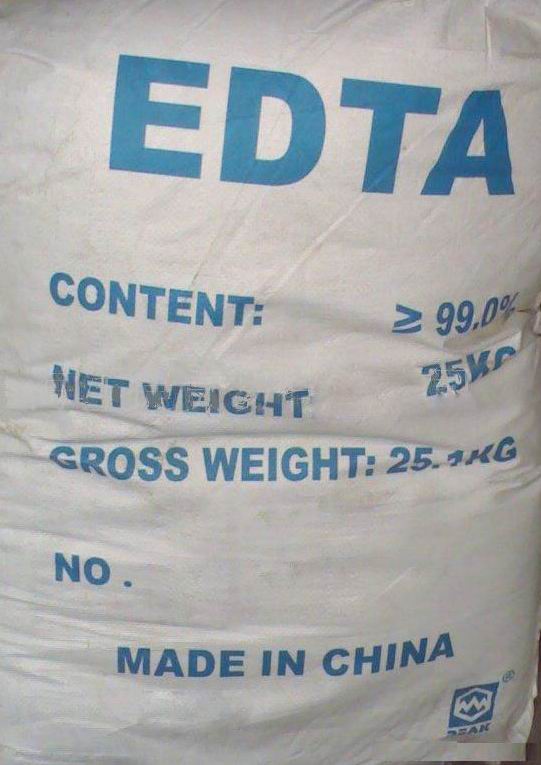 EDTA
CONTENT: ≥ 99.0%
NET WEIGHT 25KG
GROSS WEIGHT: 25.1KG
NO .
MADE IN CHINA
®